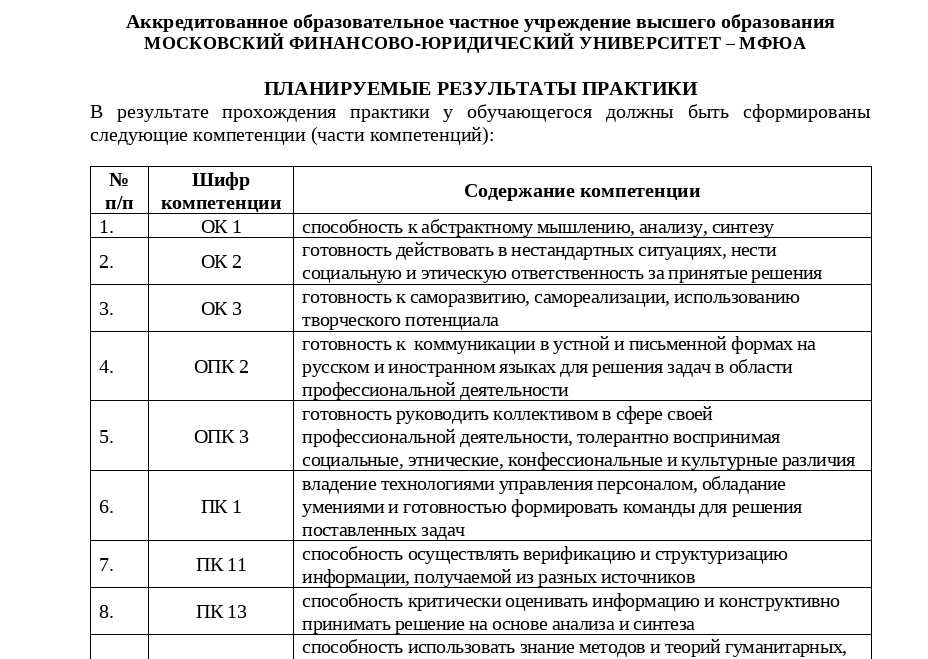 Аккредитованное образовательное частное учреждение высшего образования
МОСКОВСКИЙ ФИНАНСОВО-ЮРИДИЧЕСКИЙ УНИВЕРСИТЕТ – МФЮА
ПЛАНИРУЕМЫЕ РЕЗУЛЬТАТЫ ПРАКТИКИ
В результате прохождения практики у обучающегося должны быть сформированы
следующие компетенции (части компетенций):
№ п/п Шифр компетенции Содержание компетенции
1. ОК 1 способность к абстрактному мышлению, анализу, синтезу
2. ОК 2 готовность действовать в нестандартных ситуациях, нести
социальную и этическую ответственность за принятые решения
3. ОК 3 готовность к саморазвитию, самореализации, использованию
творческого потенциала
4. ОПК 2 готовность к коммуникации в устной и письменной формах на
русском и иностранном языках для решения задач в области
профессиональной деятельности
5. ОПК 3 готовность руководить коллективом в сфере своей
профессиональной деятельности, толерантно воспринимая
социальные, этнические, конфессиональные и культурные различия
6. ПК 1 владение технологиями управления персоналом, обладание
умениями и готовностью формировать команды для решения
поставленных задач
7. ПК 11 способность осуществлять верификацию и структуризацию
информации, получаемой из разных источников
8. ПК 13 способность критически оценивать информацию и конструктивно
принимать решение на основе анализа и синтеза
способность использовать знание методов и теорий гуманитарных,